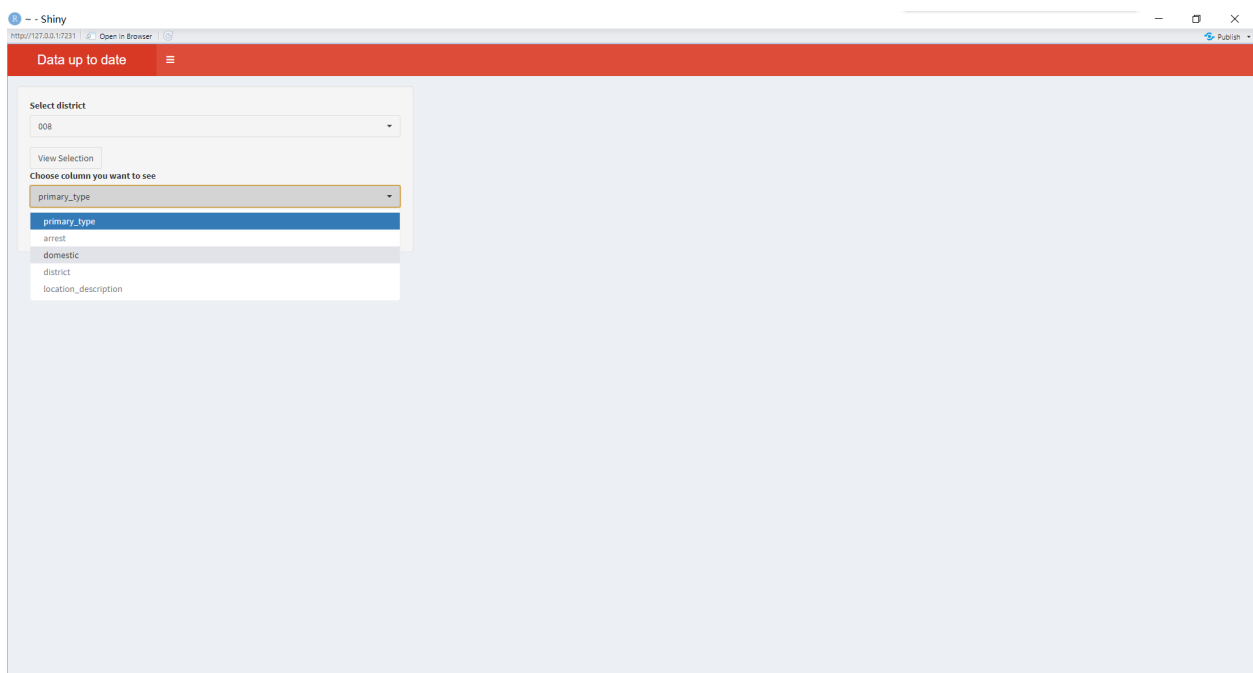 R ~ - Shiny
http://127.0.0.1:7231 Open in Browser
Publish
Data up to date
Select district
008
View Selection
Choose column you want to see
primary_type
primary_type
arrest
domestic
district
location_description